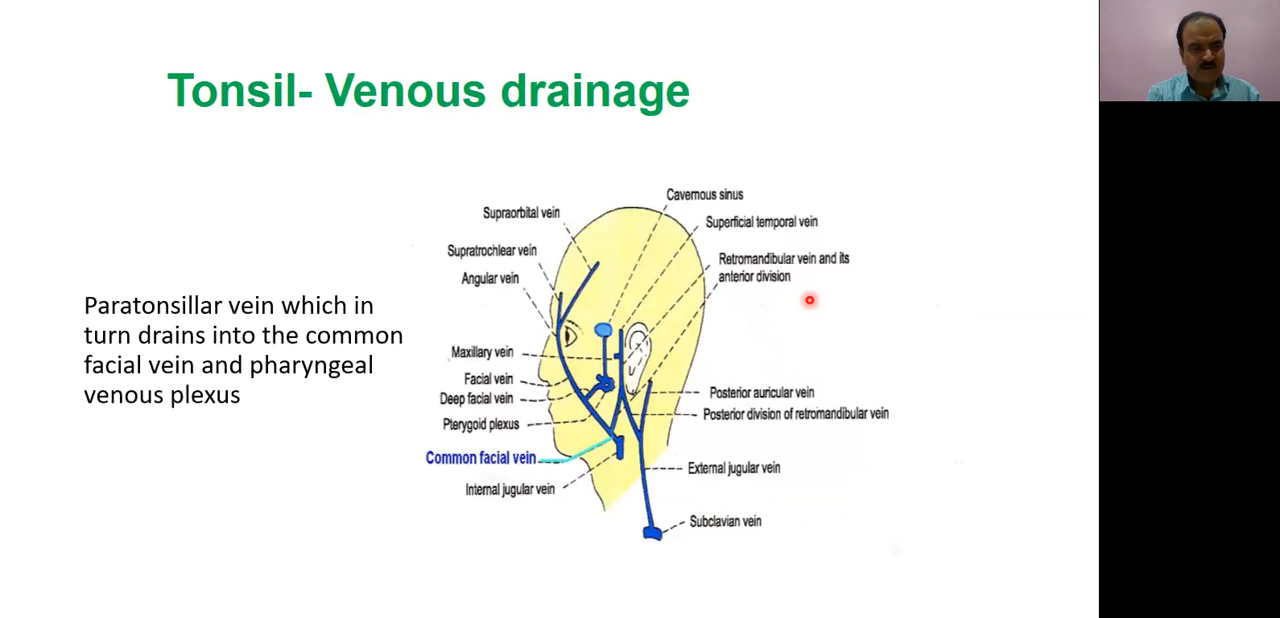 Tonsil- Venous drainage
Paratonsillar vein which in
turn drains into the common
facial vein and pharyngeal
venous plexus
Supraorbital vein
Supratrochlear vein
Angular vein
Maxillary vein
Facial vein
Deep facial vein
Pterygoid plexus
Common facial vein
Internal jugular vein
Cavernous sinus
Superficial temporal vein
Retromandibular vein and its
anterior division
Posterior auricular vein
Posterior division of retromandibular vein
External jugular vein
Subclavian vein